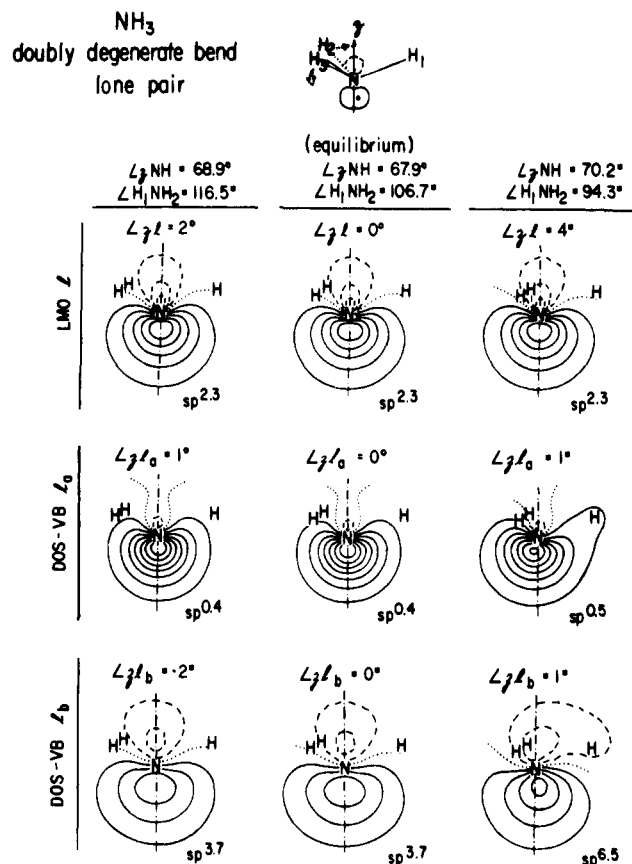 NH3
doubly degenerate bend
lone pair
z
H2
H3
N
H1
(equilibrium)
∠zNH = 68.9° ∠zNH = 67.9° ∠zNH = 70.2°
∠H1NH2 = 116.5° ∠H1NH2 = 106.7° ∠H1NH2 = 94.3°
LMO ℓ
∠zℓ = 2° ∠zℓ = 0° ∠zℓ = 4°
H H H H H H H H H
N N N
sp2.3 sp2.3 sp2.3
DOS-VB ℓa
∠zℓa = 1° ∠zℓa = 0° ∠zℓa = 1°
H H H H H H H H H
N N N
sp0.4 sp0.4 sp0.5
DOS-VB ℓb
∠zℓb = -2° ∠zℓb = 0° ∠zℓb = 1°
H H H H H H H H H
N N N
sp3.7 sp3.7 sp6.5